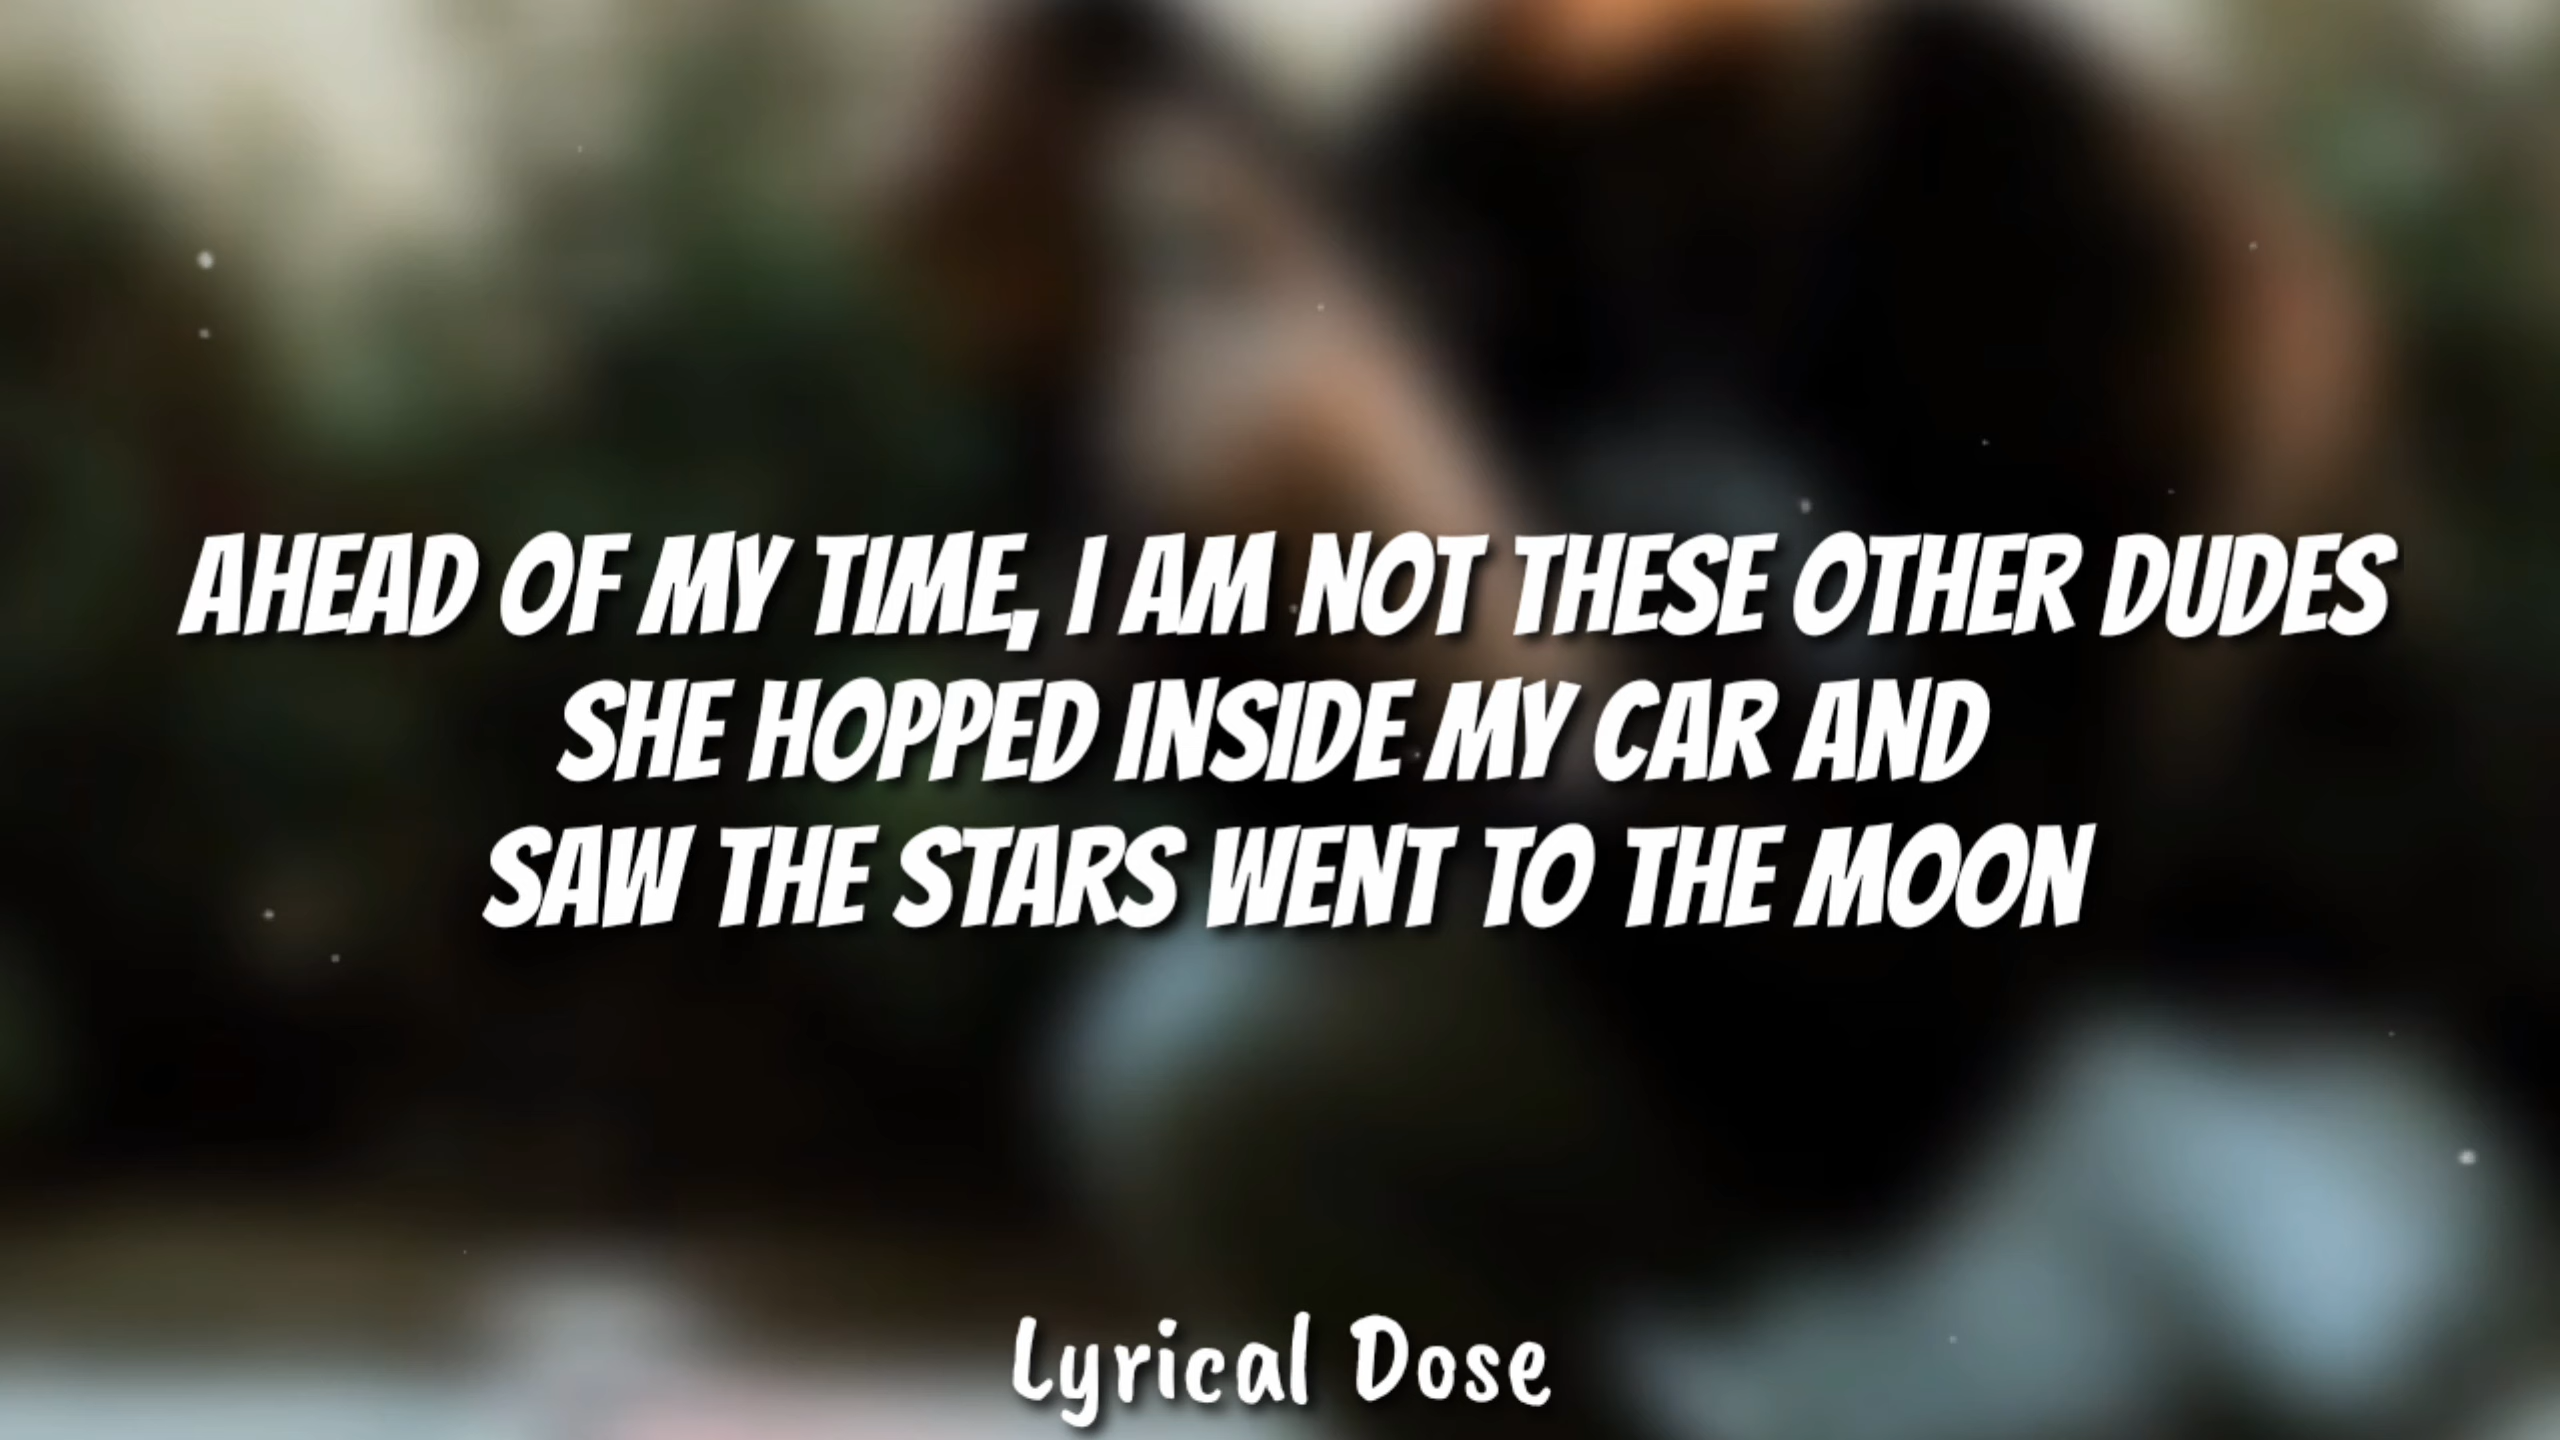 AHEAD OF MY TIME, I AM NOT THESE OTHER DUDES
SHE HOPPED INSIDE MY CAR AND
SAW THE STARS WENT TO THE MOON
Lyrical Dose